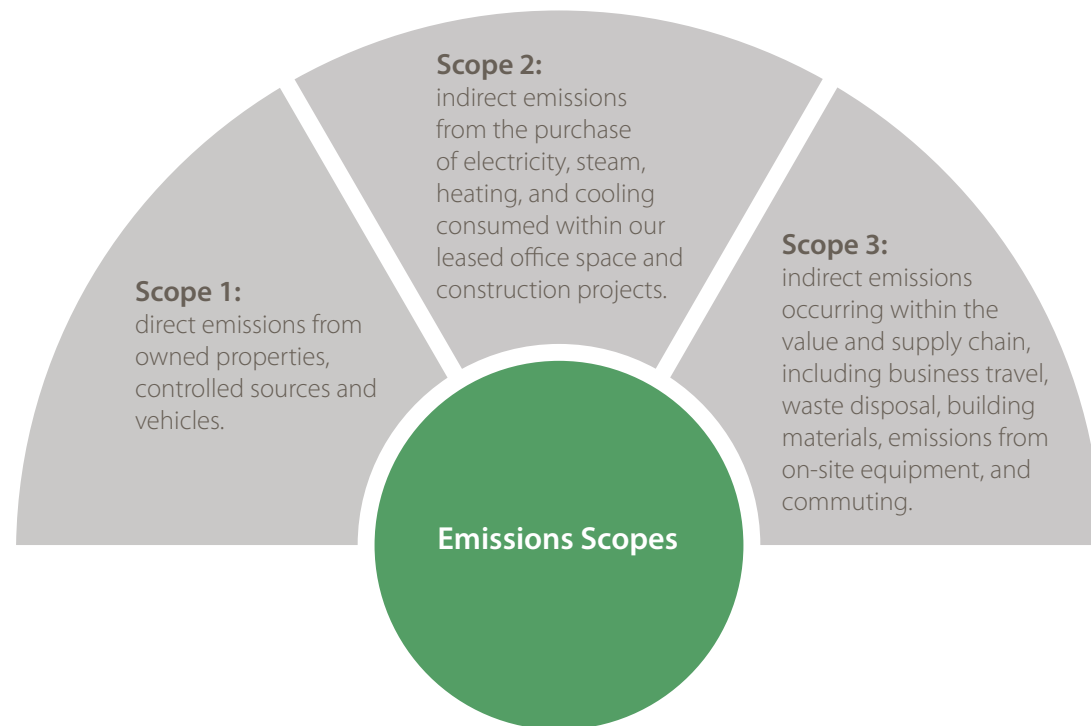 Scope 1:
direct emissions from
owned properties,
controlled sources and
vehicles.
Scope 2:
indirect emissions
from the purchase
of electricity, steam,
heating, and cooling
consumed within our
leased office space and
construction projects.
Scope 3:
indirect emissions
occurring within the
value and supply chain,
including business travel,
waste disposal, building
materials, emissions from
on-site equipment, and
commuting.
Emissions Scopes